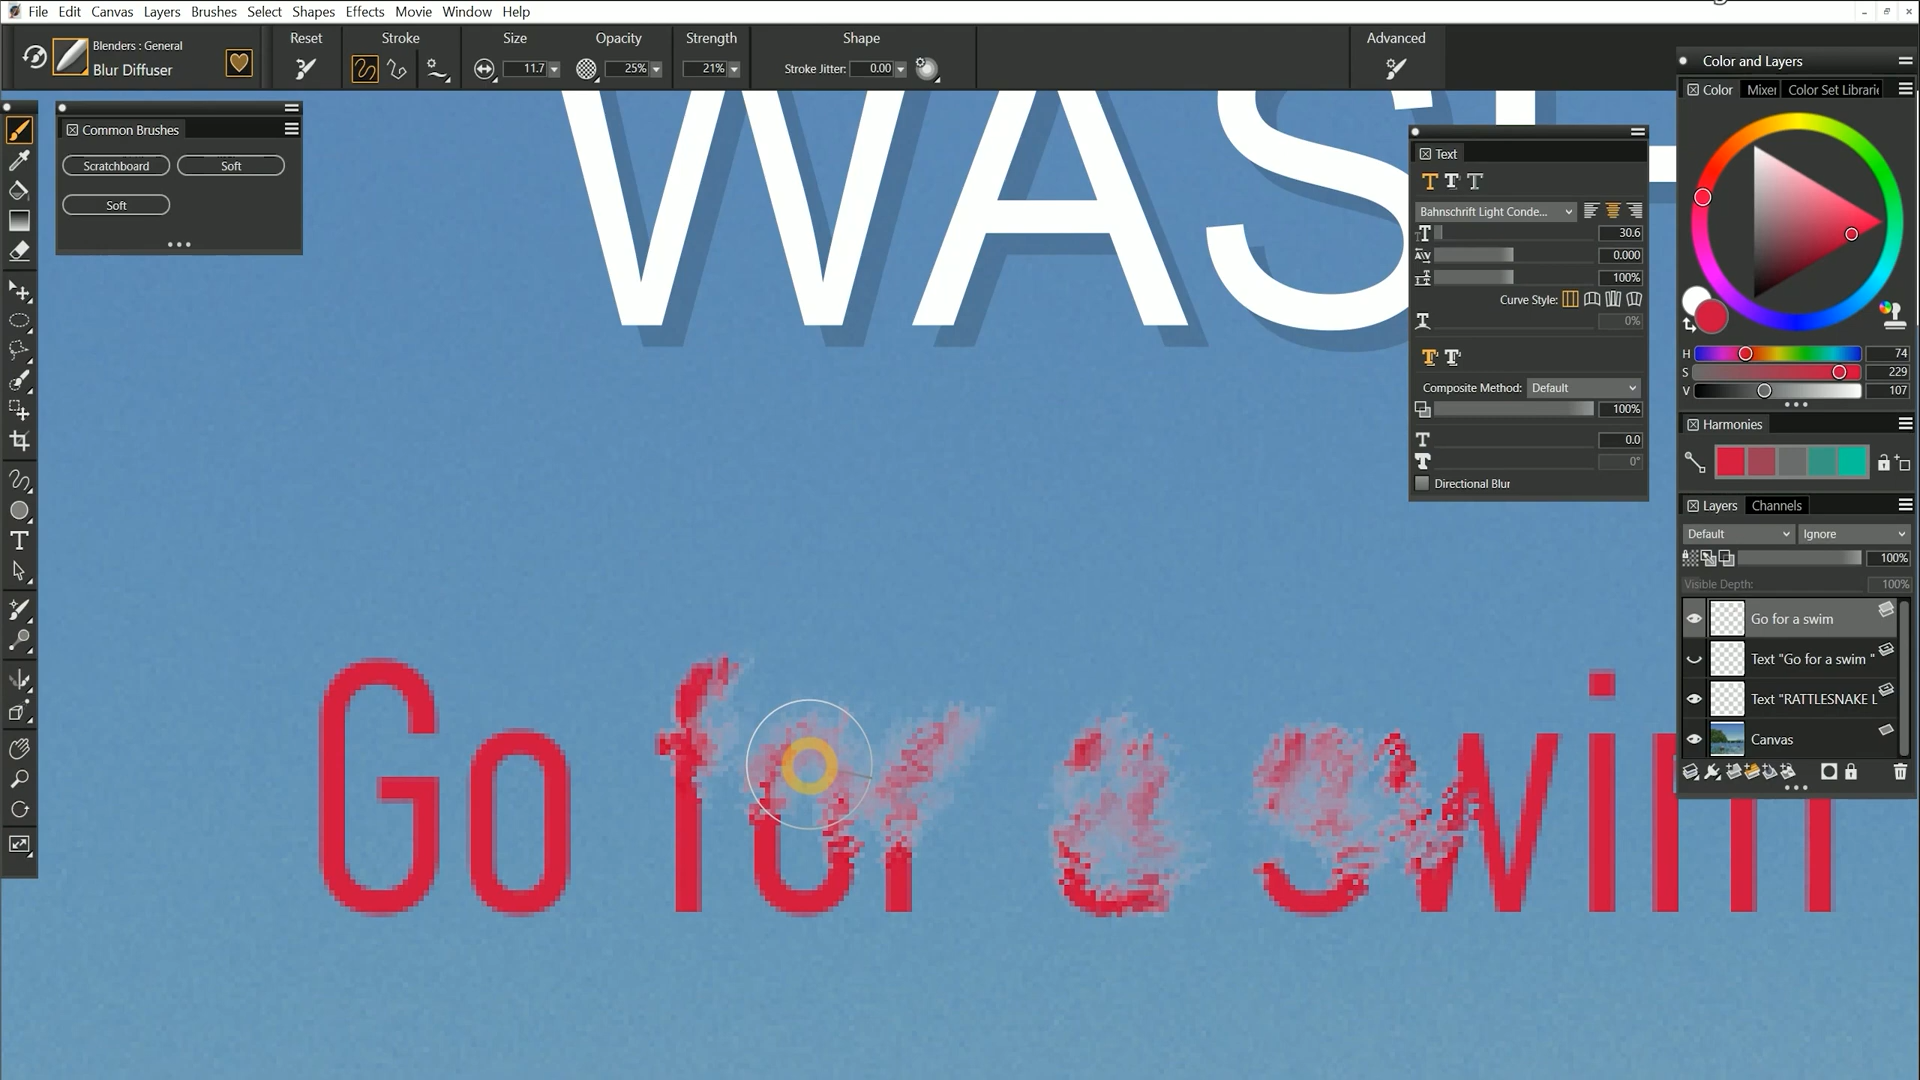 File Edit Canvas Layers Brushes Select Shapes Effects Movie Window Help
Blenders : General
Blur Diffuser
Reset Stroke Size Opacity Strength Shape Advanced
11.7 25% 21% Stroke Jitter: 0.00
Common Brushes
Scratchboard Soft
Soft
WAS
Go for a swim
Text
Bahnschrift Light Conde...
30.6
0.000
100%
Curve Style:
0%
Composite Method: Default
100%
0.0
0°
Directional Blur
Color and Layers
Color Mixer Color Set Librarie
H 74
S 229
V 107
Harmonies
Layers Channels
Default Ignore
100%
Visible Depth: 100%
Go for a swim
Text "Go for a swim "
Text "RATTLESNAKE L
Canvas